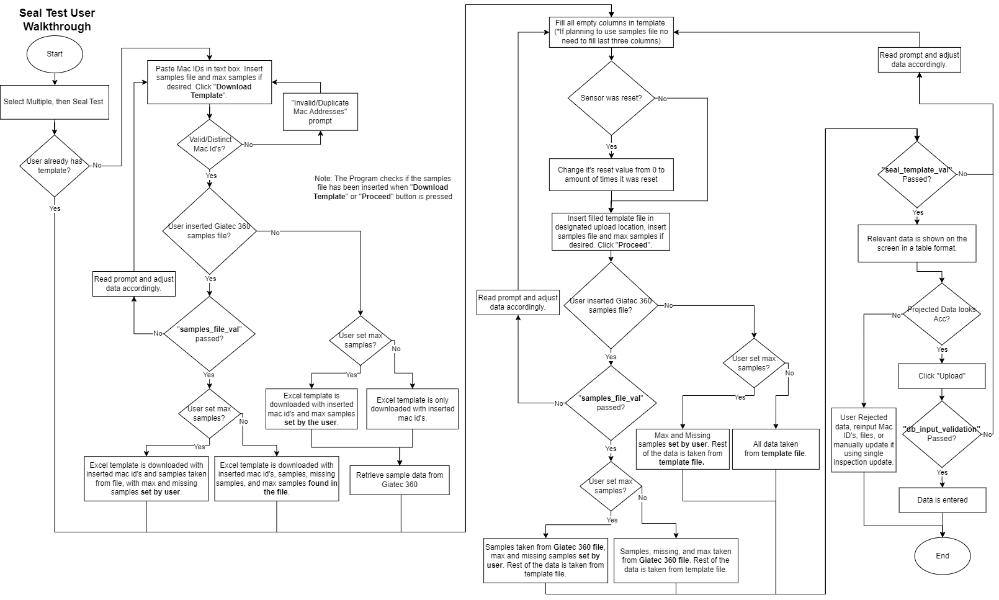 Seal Test User
Walkthrough
Start
Select Multiple, then Seal Test.
User already has
template?
No
Yes
Paste Mac IDs in text box. Insert
samples file and max samples if
desired. Click "Download
Template".
"Invalid/Duplicate
Mac Addresses"
prompt
Valid/Distinct
Mac Id's?
No
Yes
Note: The Program checks if the samples
file has been inserted when "Download
Template" or "Proceed" button is pressed
User inserted Giatec 360
samples file?
No
Yes
Read prompt and adjust
data accordingly.
"samples_file_val"
passed?
No
Yes
User set max
samples?
No
Yes
Excel template is
downloaded with inserted
mac id's and max samples
set by the user.
Excel template is only
downloaded with inserted
mac id's.
User set max
samples?
No
Yes
Excel template is downloaded with
inserted mac id's and samples taken
from file, with max and missing
samples set by user.
Excel template is downloaded with
inserted mac id's, samples, missing
samples, and max samples found in
the file.
Retrieve sample data from
Giatec 360
Fill all empty columns in template.
(*If planning to use samples file no
need to fill last three columns)
Sensor was reset?
No
Yes
Change it's reset value from 0 to
amount of times it was reset
Insert filled template file in
designated upload location, insert
samples file and max samples if
desired. Click "Proceed".
User inserted Giatec 360
samples file?
No
Yes
Read prompt and adjust
data accordingly.
"samples_file_val"
passed?
No
Yes
User set max
samples?
No
Yes
Max and Missing
samples set by user. Rest
of the data is taken from
template file.
All data taken
from template file.
User set max
samples?
No
Yes
Samples taken from Giatec 360 file,
max and missing samples set by
user. Rest of the data is taken from
template file.
Samples, missing, and max taken
from Giatec 360 file. Rest of the
data is taken from template file.
Read prompt and adjust
data accordingly.
"seal_template_val"
Passed?
No
Yes
Relevant data is shown on the
screen in a table format.
Projected Data looks
Acc?
No
Yes
Click "Upload"
User Rejected
data, reinput Mac
ID's, files, or
manually update it
using single
inspection update.
"db_input_validation"
Passed?
No
Yes
Data is entered
End